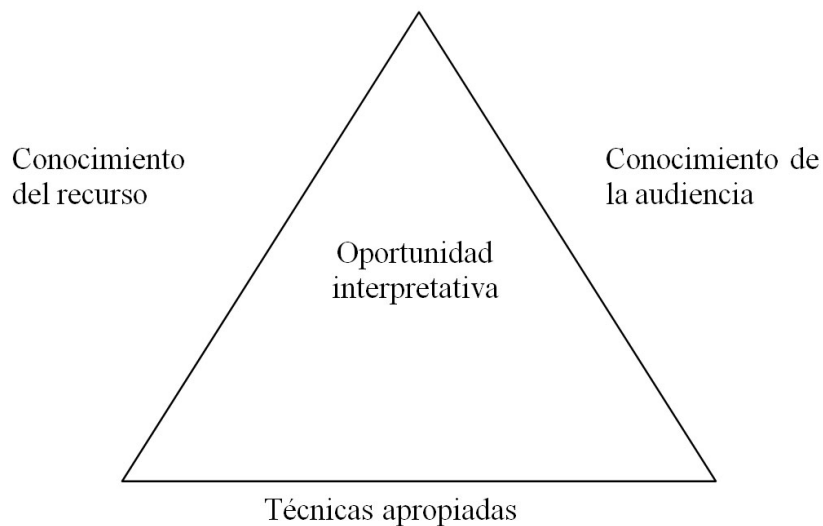 Conocimiento
del recurso
Conocimiento de
la audiencia
Oportunidad
interpretativa
Técnicas apropiadas